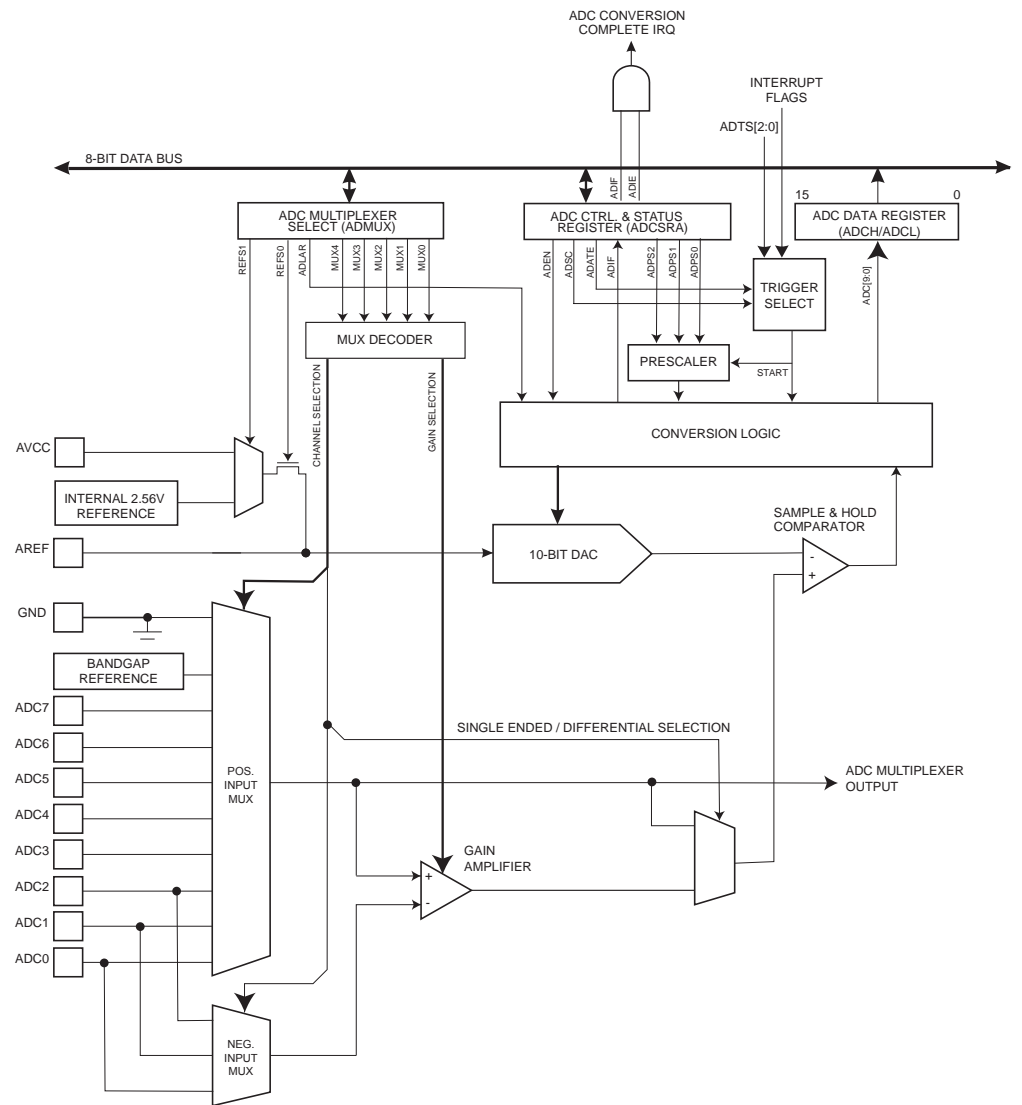 ADC CONVERSION
COMPLETE IRQ
INTERRUPT
FLAGS
ADTS[2:0]
8-BIT DATA BUS
ADIF
ADIE
15
0
ADC MULTIPLEXER
SELECT (ADMUX)
ADC CTRL. & STATUS
REGISTER (ADCSRA)
ADC DATA REGISTER
(ADCH/ADCL)
REFS1
REFS0
ADLAR
MUX4
MUX3
MUX2
MUX1
MUX0
ADEN
ADSC
ADATE
ADIF
ADPS2
ADPS1
ADPS0
ADC[9:0]
TRIGGER
SELECT
MUX DECODER
PRESCALER
START
CHANNEL SELECTION
GAIN SELECTION
CONVERSION LOGIC
AVCC
INTERNAL 2.56V
REFERENCE
SAMPLE & HOLD
COMPARATOR
AREF
10-BIT DAC
-
+
GND
BANDGAP
REFERENCE
ADC7
SINGLE ENDED / DIFFERENTIAL SELECTION
ADC6
ADC5
POS.
INPUT
MUX
ADC MULTIPLEXER
OUTPUT
ADC4
ADC3
GAIN
AMPLIFIER
+
-
ADC2
ADC1
ADC0
NEG.
INPUT
MUX